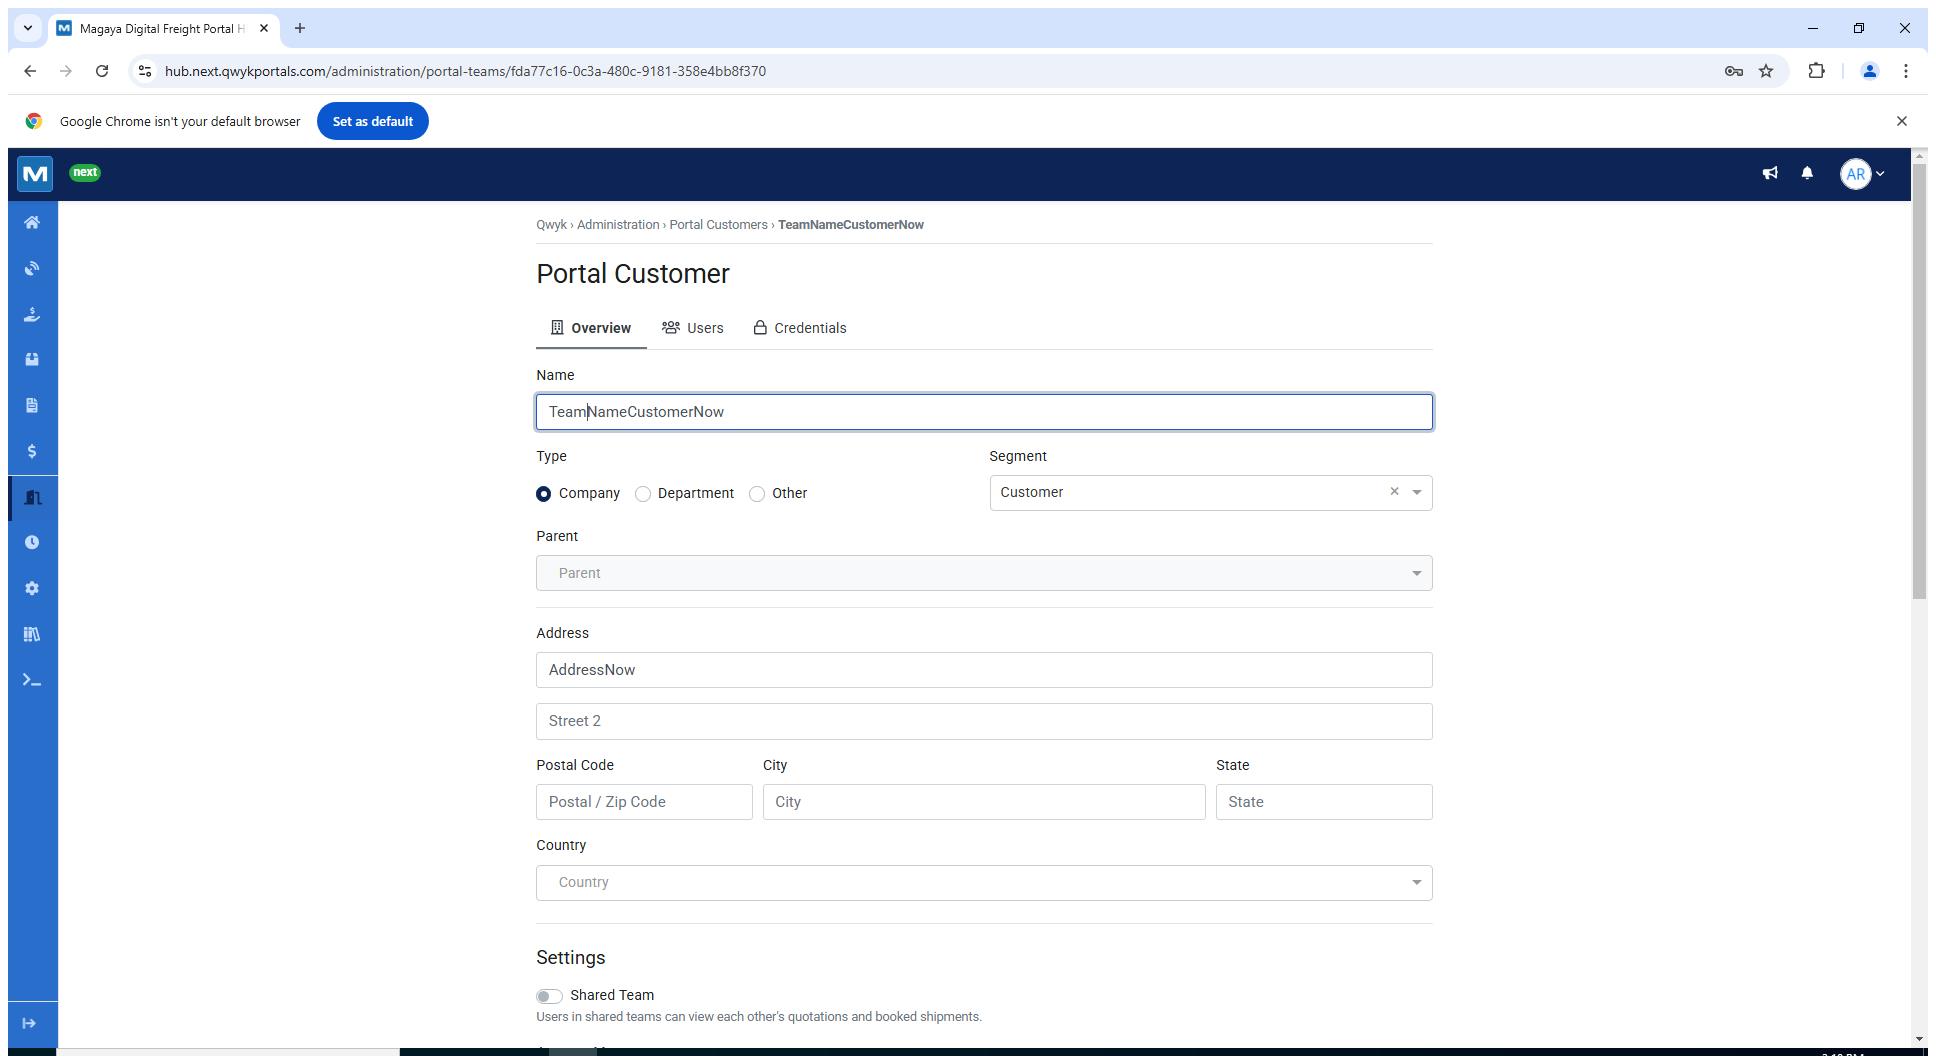 Magaya Digital Freight Portal H
hub.next.qwykportals.com/administration/portal-teams/fda77c16-0c3a-480c-9181-358e4bb8f370
Google Chrome isn't your default browser
Set as default
M next
AR
Qwyk › Administration › Portal Customers › TeamNameCustomerNow
Portal Customer
Overview Users Credentials
Name
TeamNameCustomerNow
Type Segment
Company Department Other Customer
Parent
Parent
Address
AddressNow
Street 2
Postal Code City State
Postal / Zip Code City State
Country
Country
Settings
Shared Team
Users in shared teams can view each other's quotations and booked shipments.